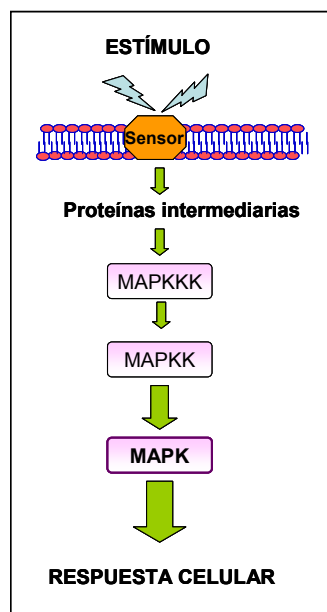 ESTÍMULO
Sensor
Proteínas intermediarias
MAPKKK
MAPKK
MAPK
RESPUESTA CELULAR